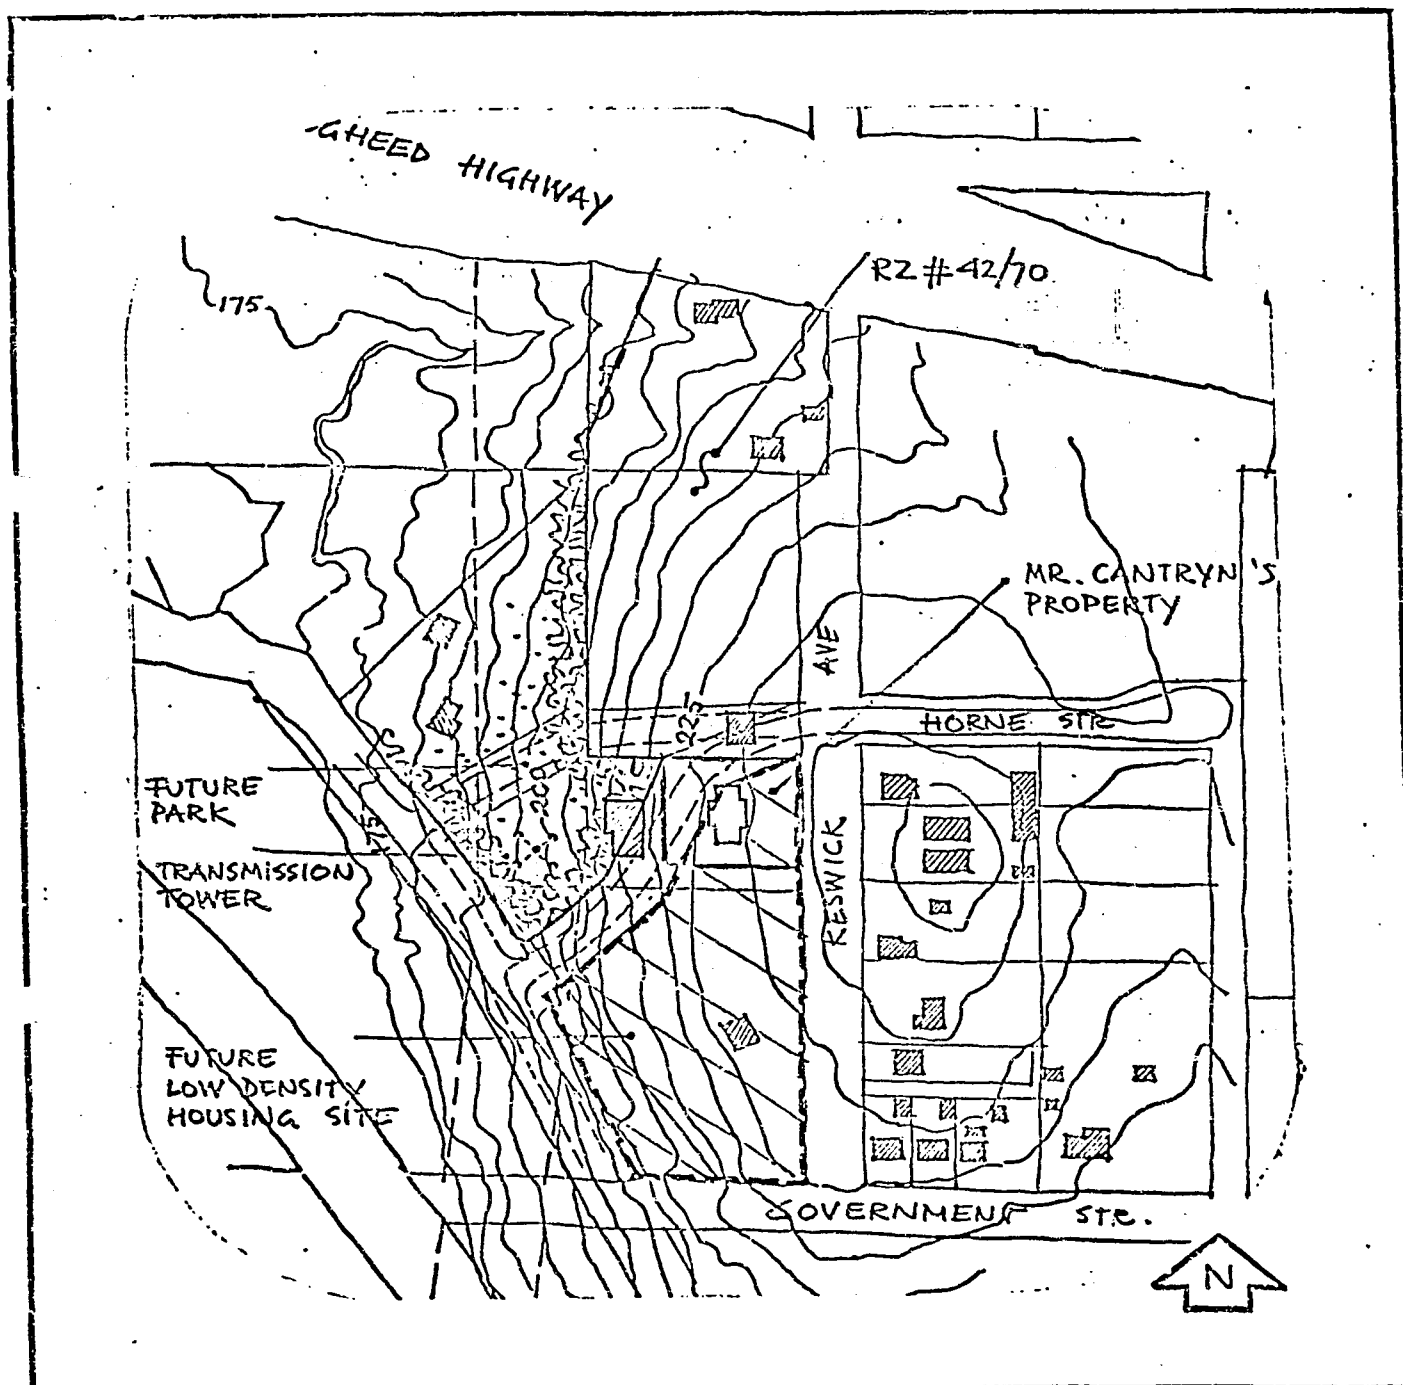 GHEED HIGHWAY
RZ #42/70
175
MR. CANTRYN'S
PROPERTY
AVE
225
HORNE STR.
FUTURE
PARK
200
175
KESWICK
TRANSMISSION
TOWER
FUTURE
LOW DENSITY
HOUSING SITE
GOVERNMENT STR.
N